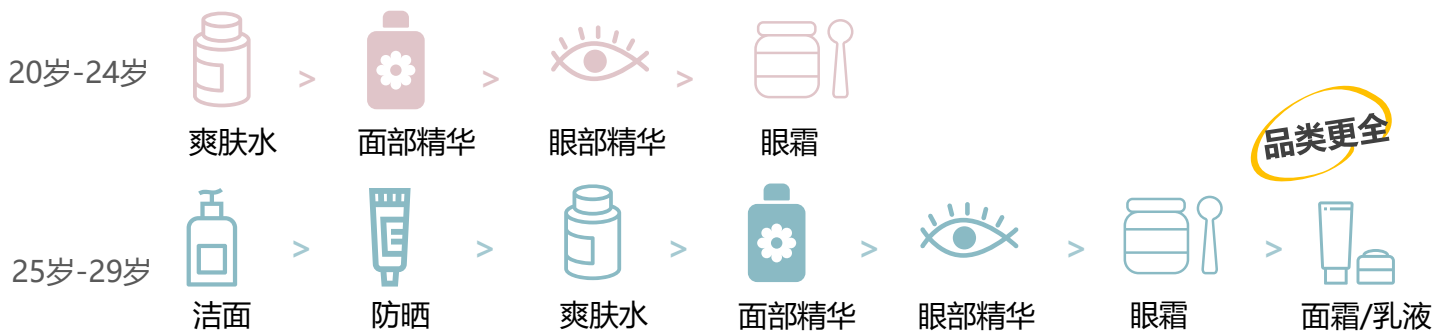 20岁-24岁
>
>
>
爽肤水
面部精华
眼部精华
眼霜
品类更全
25岁-29岁
>
>
>
>
>
>
洁面
防晒
爽肤水
面部精华
眼部精华
眼霜
面霜/乳液